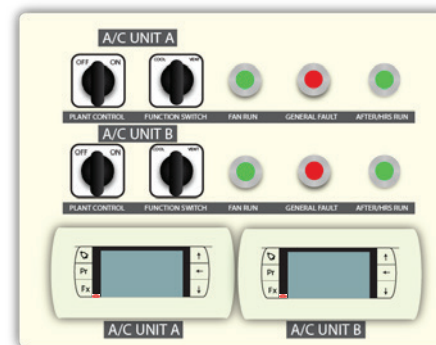 A/C UNIT A
OFF ON COOL VENT
PLANT CONTROL FUNCTION SWITCH FAN RUN GENERAL FAULT AFTER/HRS RUN
A/C UNIT B
OFF ON COOL VENT
PLANT CONTROL FUNCTION SWITCH FAN RUN GENERAL FAULT AFTER/HRS RUN
Pr Pr
Fx Fx
A/C UNIT A A/C UNIT B